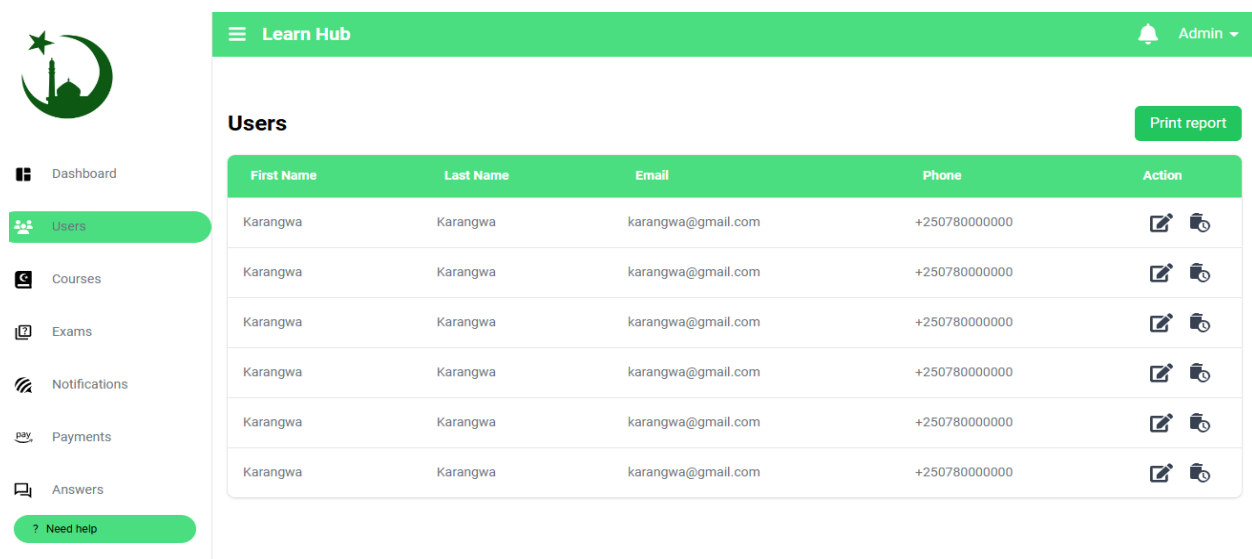 Learn Hub
Admin
Users
Print report
Dashboard
Users
Courses
Exams
Notifications
pay Payments
Answers
? Need help
First Name Last Name Email Phone Action
Karangwa Karangwa karangwa@gmail.com +250780000000
Karangwa Karangwa karangwa@gmail.com +250780000000
Karangwa Karangwa karangwa@gmail.com +250780000000
Karangwa Karangwa karangwa@gmail.com +250780000000
Karangwa Karangwa karangwa@gmail.com +250780000000
Karangwa Karangwa karangwa@gmail.com +250780000000